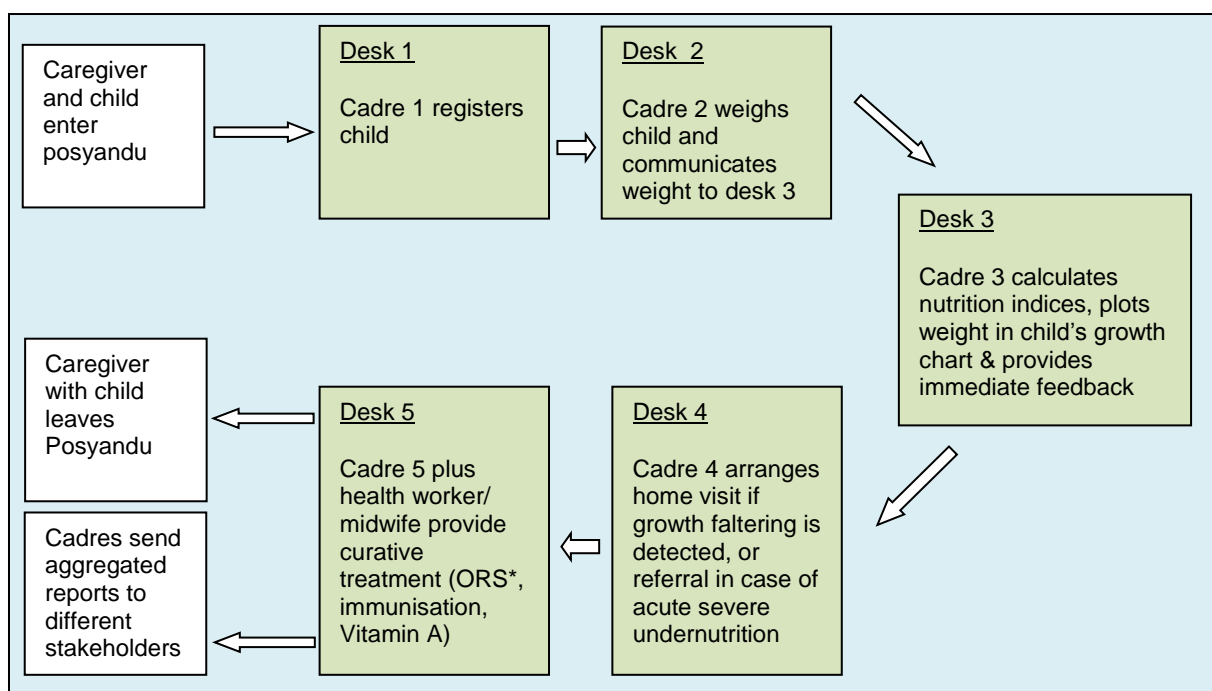 Caregiver
and child
enter
posyandu
Desk 1
Cadre 1 registers
child
Desk  2
Cadre 2 weighs
child and
communicates
weight to desk 3
Desk 3
Cadre 3 calculates
nutrition indices, plots
weight in child’s growth
chart & provides
immediate feedback
Desk 4
Cadre 4 arranges
home visit if
growth faltering is
detected, or
referral in case of
acute severe
undernutrition
Desk 5
Cadre 5 plus
health worker/
midwife provide
curative
treatment (ORS*,
immunisation,
Vitamin A)
Caregiver
with child
leaves
Posyandu
Cadres send
aggregated
reports to
different
stakeholders